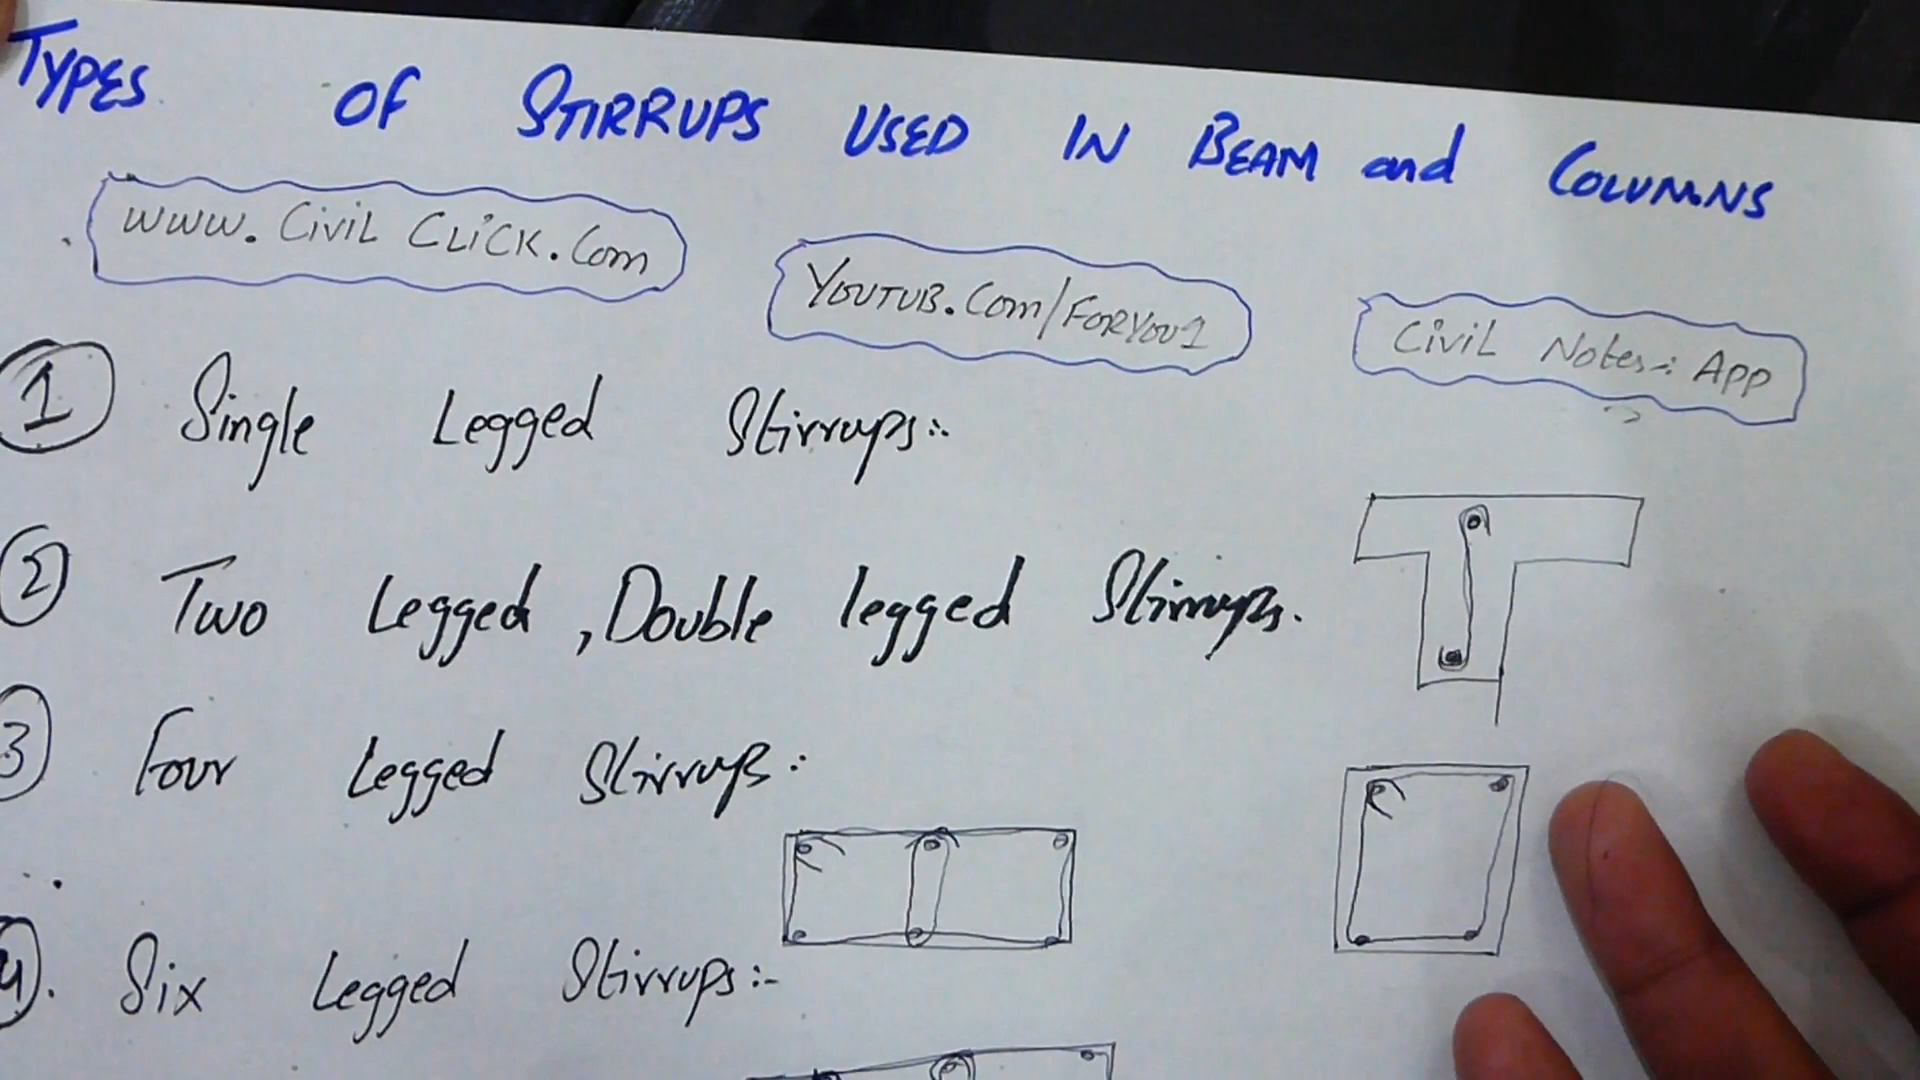 TYPES OF STIRRUPS USED IN BEAM and COLUMNS
www. Civil CLICK.Com
YOUTUB.Com/FORYOU1
Civil Notes-: App
1 Single Legged Stirrups:-
2 Two Legged, Double legged Stirrups.
3 Four Legged Stirrups:-
4. Six Legged Stirrups:-